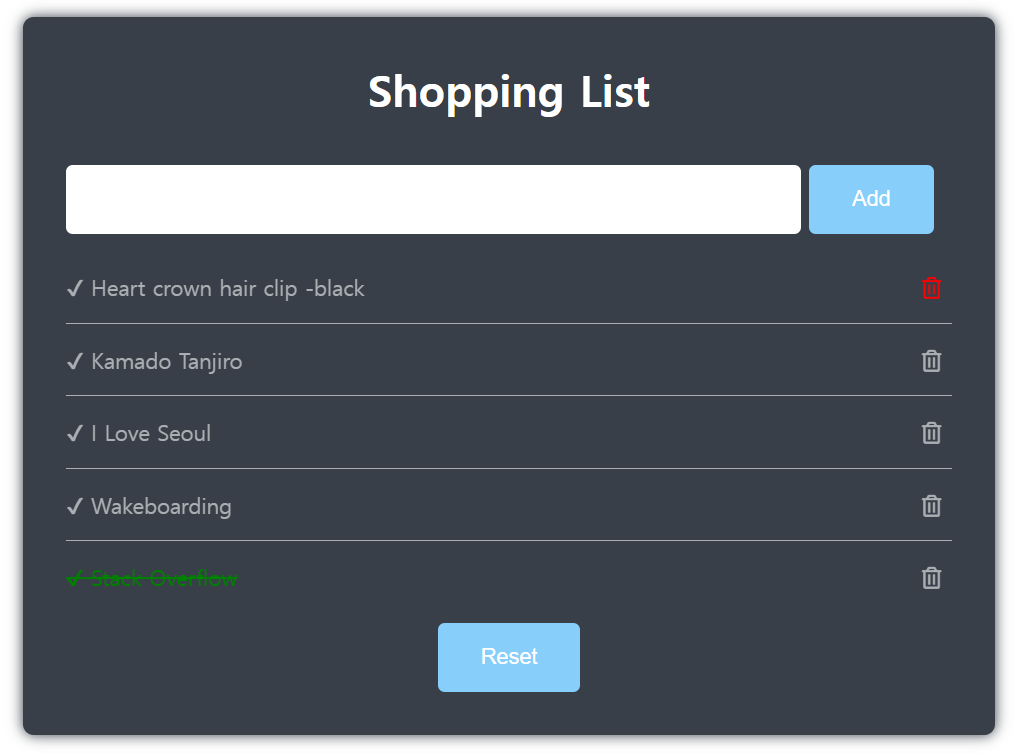 Shopping List
Add
✓ Heart crown hair clip -black
✓ Kamado Tanjiro
✓ I Love Seoul
✓ Wakeboarding
✓ Stack Overflow
Reset